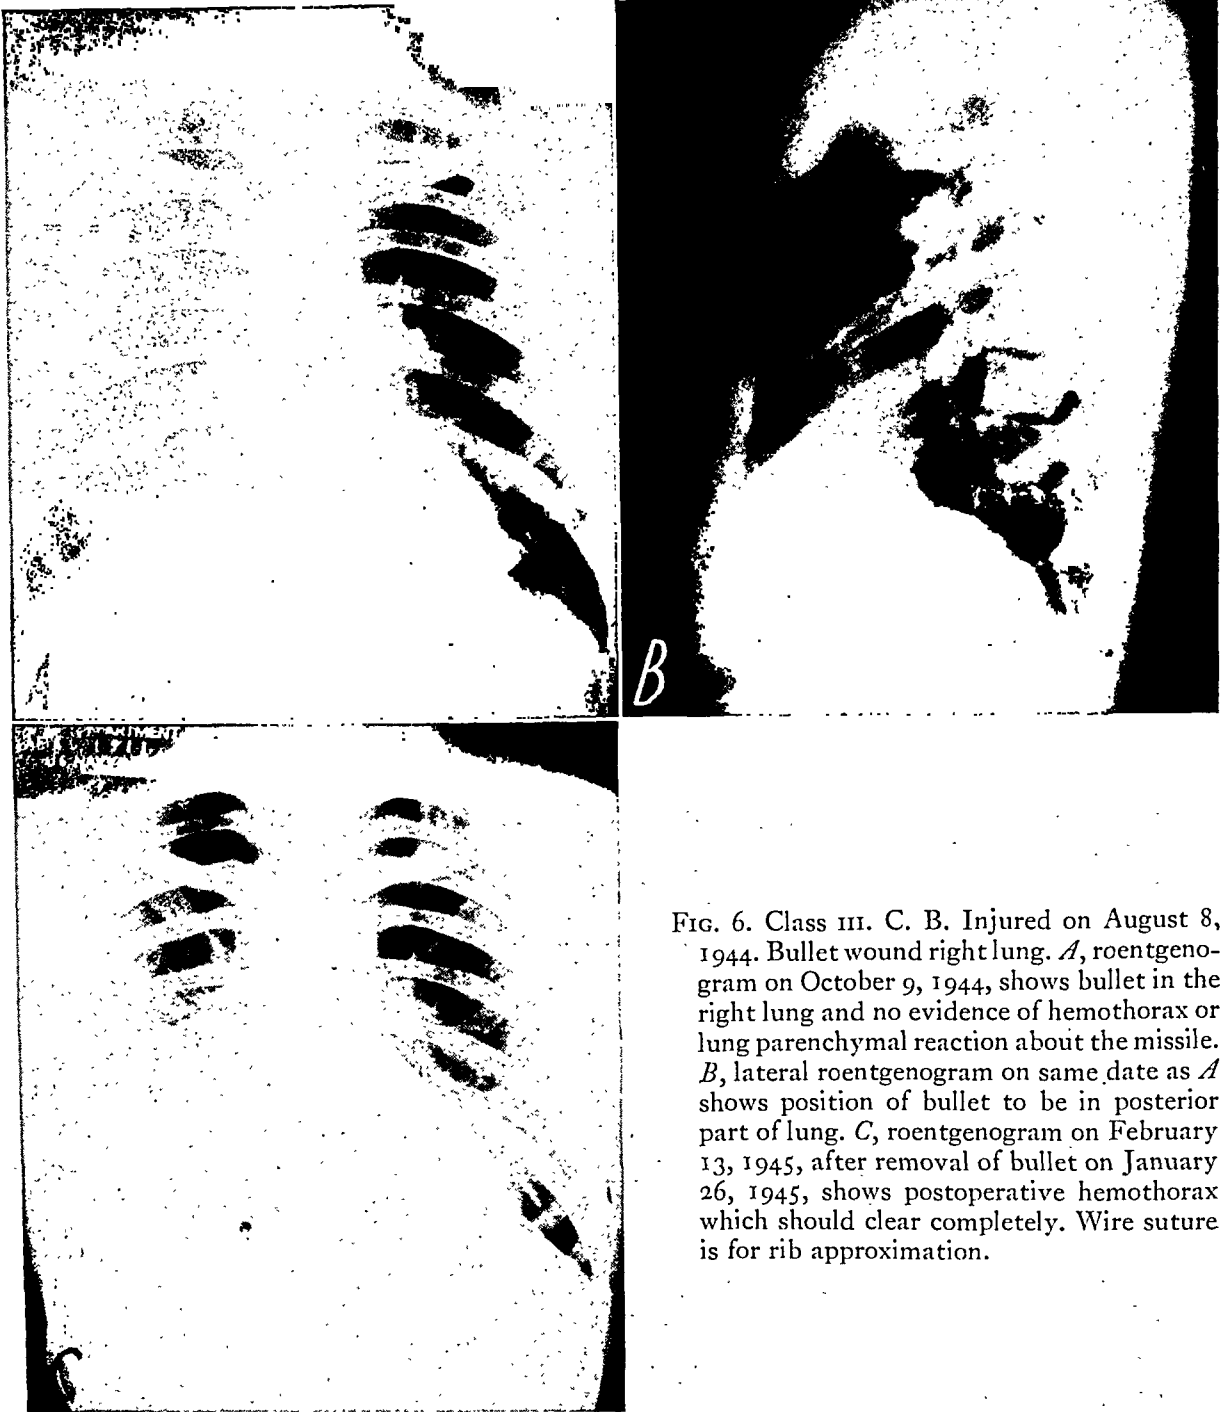 A
B
C
FIG. 6. Class III. C. B. Injured on August 8,
1944. Bullet wound right lung. A, roentgeno-
gram on October 9, 1944, shows bullet in the
right lung and no evidence of hemothorax or
lung parenchymal reaction about the missile.
B, lateral roentgenogram on same date as A
shows position of bullet to be in posterior
part of lung. C, roentgenogram on February
13, 1945, after removal of bullet on January
26, 1945, shows postoperative hemothorax
which should clear completely. Wire suture
is for rib approximation.